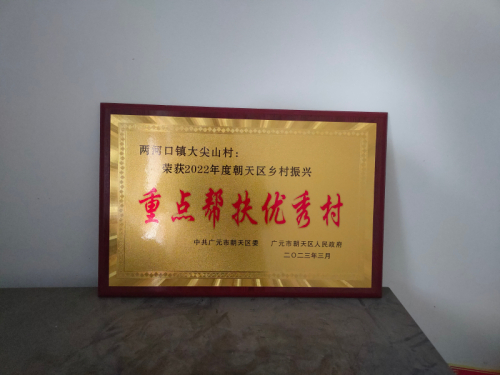 两河口镇大尖山村：
荣获2022年度朝天区乡村振兴
重点帮扶优秀村
中共广元市朝天区委 广元市朝天区人民政府
二〇二三年三月